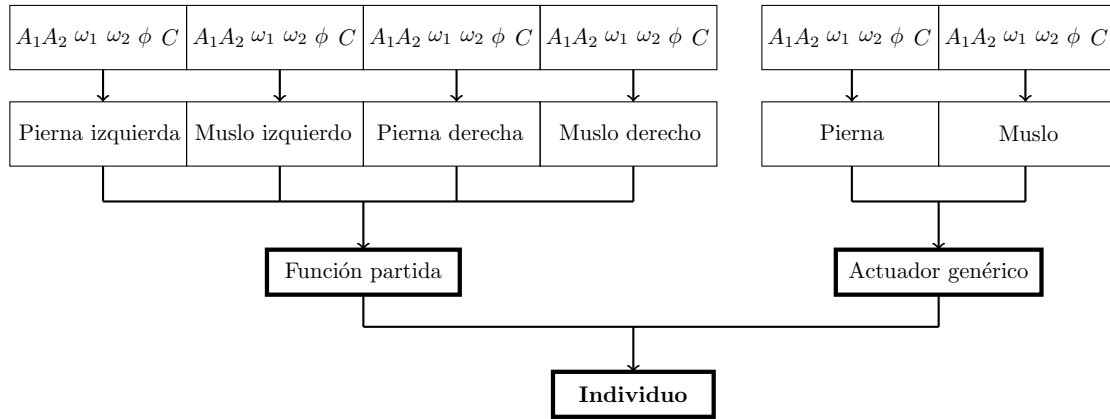 A₁A₂ ω₁ ω₂ ϕ C A₁A₂ ω₁ ω₂ ϕ C A₁A₂ ω₁ ω₂ ϕ C A₁A₂ ω₁ ω₂ ϕ C A₁A₂ ω₁ ω₂ ϕ C A₁A₂ ω₁ ω₂ ϕ C
Pierna izquierda Muslo izquierdo Pierna derecha Muslo derecho Pierna Muslo
Función partida Actuador genérico
Individuo